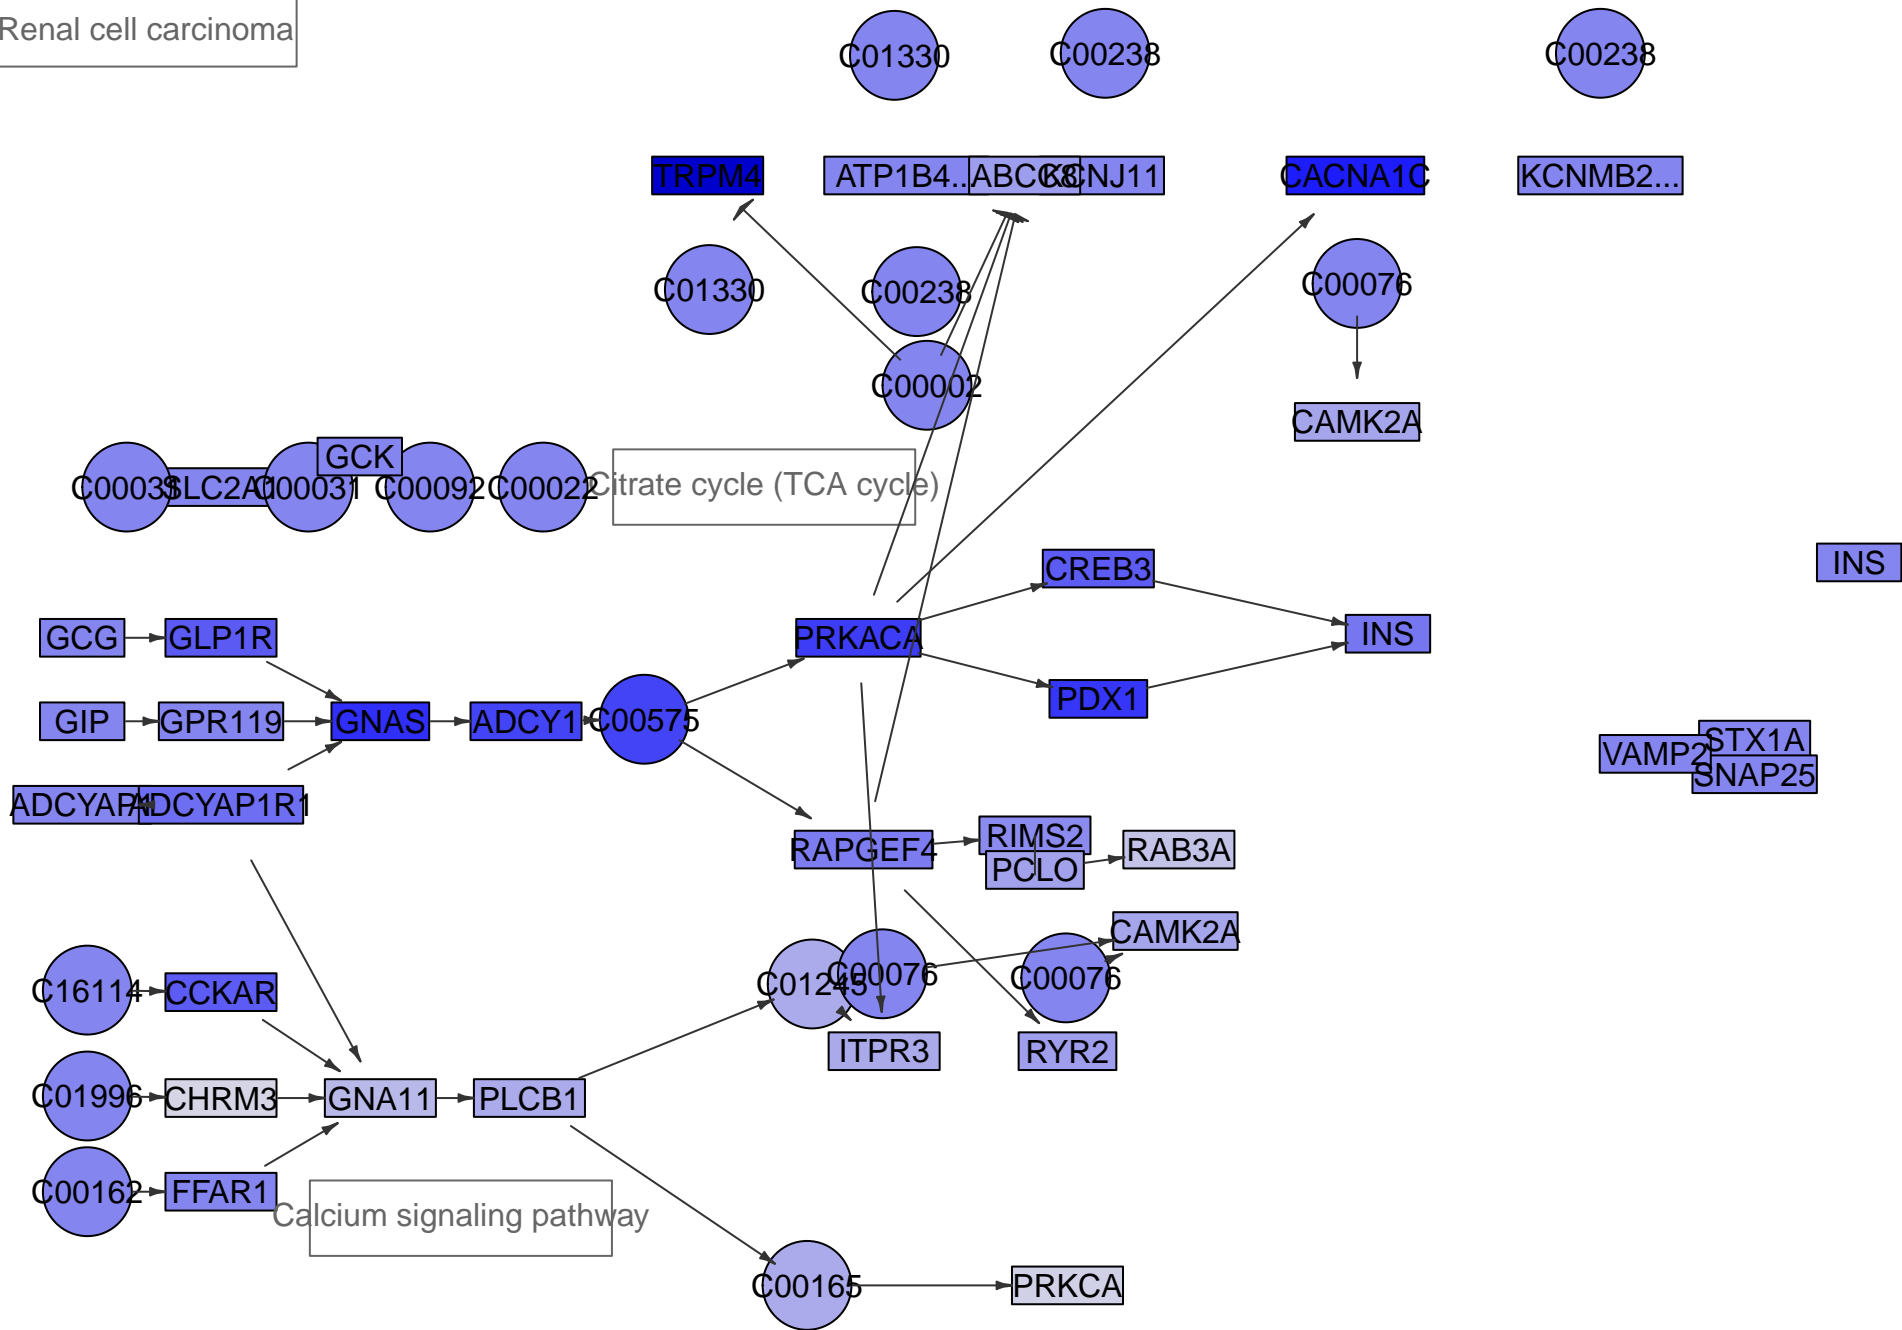 Renal cell carcinoma
C01330
C00238
C00238
TRPM4
ATP1B4...
ABCC8
KCNJ11
CACNA1C
KCNMB2...
C01330
C00238
C00076
C00002
CAMK2A
C00031
SLC2A1
C00031
GCK
C00092
C00022
Citrate cycle (TCA cycle)
CREB3
INS
GCG
GLP1R
PRKACA
INS
GIP
GPR119
GNAS
ADCY1
C00575
PDX1
VAMP2
STX1A
SNAP25
ADCYAP1
ADCYAP1R1
RAPGEF4
RIMS2
PCLO
RAB3A
CAMK2A
C16114
CCKAR
C01245
C00076
C00076
ITPR3
RYR2
C01996
CHRM3
GNA11
PLCB1
C00162
FFAR1
Calcium signaling pathway
C00165
PRKCA